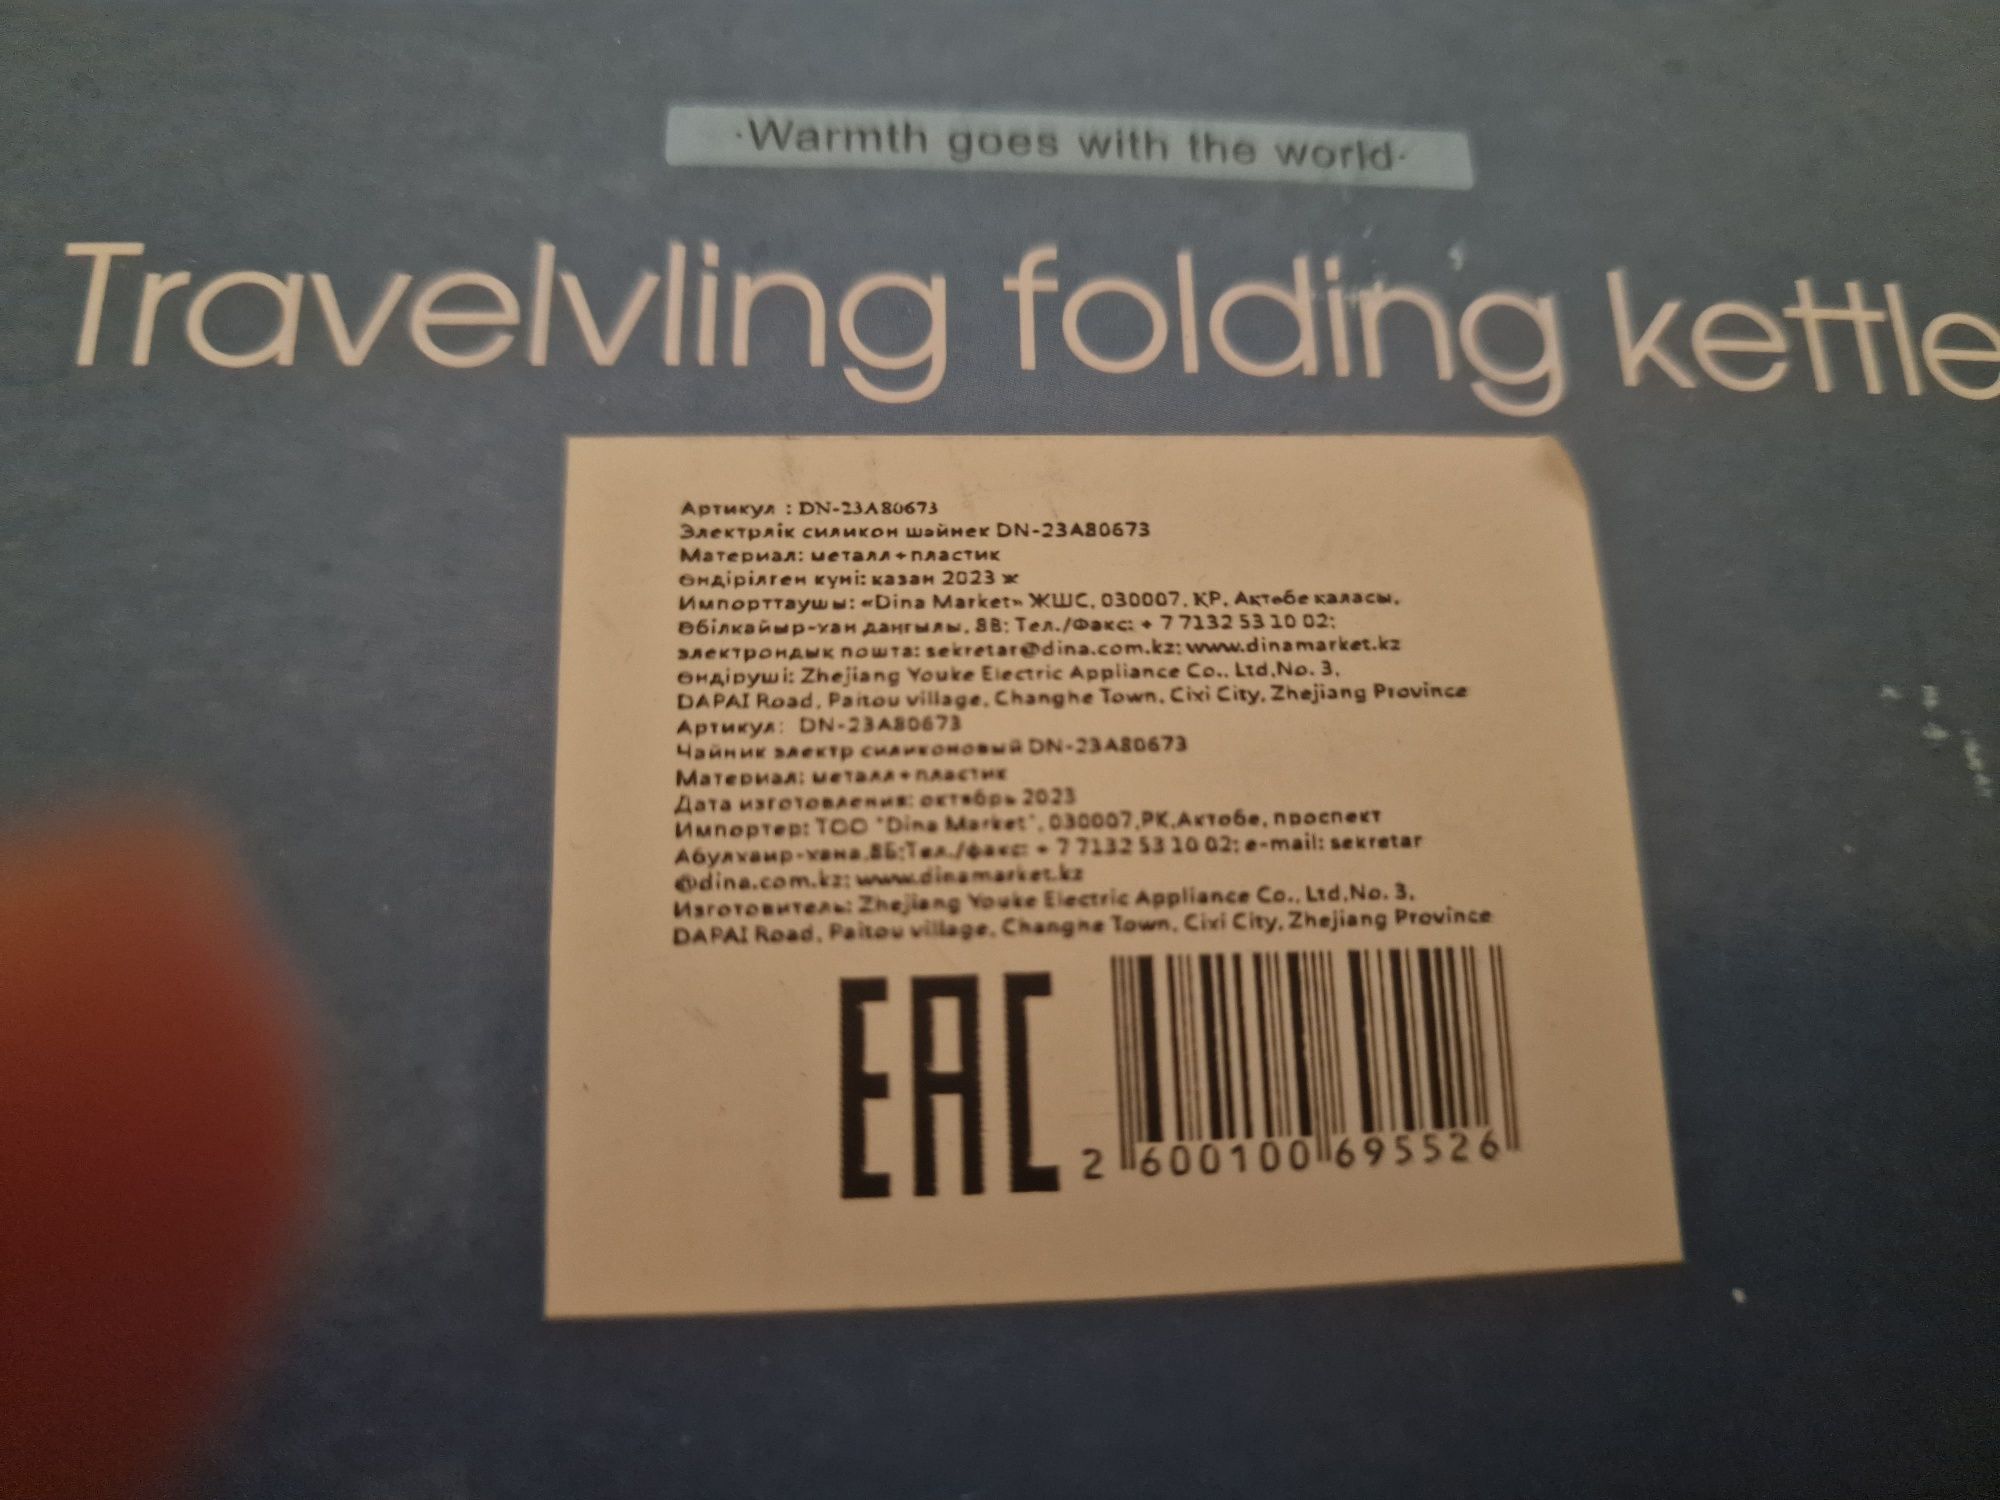 ·Warmth goes with the world·
Travelvling folding kettle
Артикул : DN-23A80673
Электрлік силикон шәйнек DN-23A80673
Материал: металл+пластик
Өндірілген күні: казан 2023 ж
Импорттаушы: «Dina Market» ЖШС, 030007, ҚР, Ақтөбе қаласы,
Әбілкайыр-хан даңғылы, 8В; Тел./Факс: + 7 7132 53 10 02;
электрондық пошта: sekretar@dina.com.kz; www.dinamarket.kz
Өндіруші: Zhejiang Youke Electric Appliance Co., Ltd,No. 3,
DAPAI Road, Paitou village, Changhe Town, Cixi City, Zhejiang Province
Артикул: DN-23A80673
Чайник электр силиконовый DN-23A80673
Материал: металл+пластик
Дата изготовления: октябрь 2023
Импортер: ТОО "Dina Market", 030007,РК,Актобе, проспект
Абулхаир-хана,8Б;Тел./факс: + 7 7132 53 10 02; e-mail: sekretar
@dina.com.kz; www.dinamarket.kz
Изготовитель: Zhejiang Youke Electric Appliance Co., Ltd,No. 3,
DAPAI Road, Paitou village, Changhe Town, Cixi City, Zhejiang Province
EAC
2 600100 695526